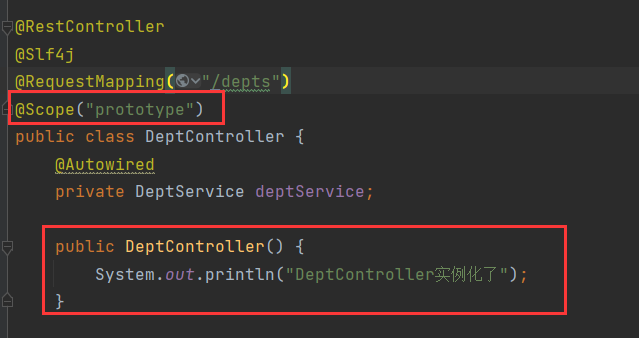 @RestController
@Slf4j
@RequestMapping("/depts")
@Scope("prototype")
public class DeptController {
@Autowired
private DeptService deptService;
public DeptController() {
System.out.println("DeptController实例化了");
}